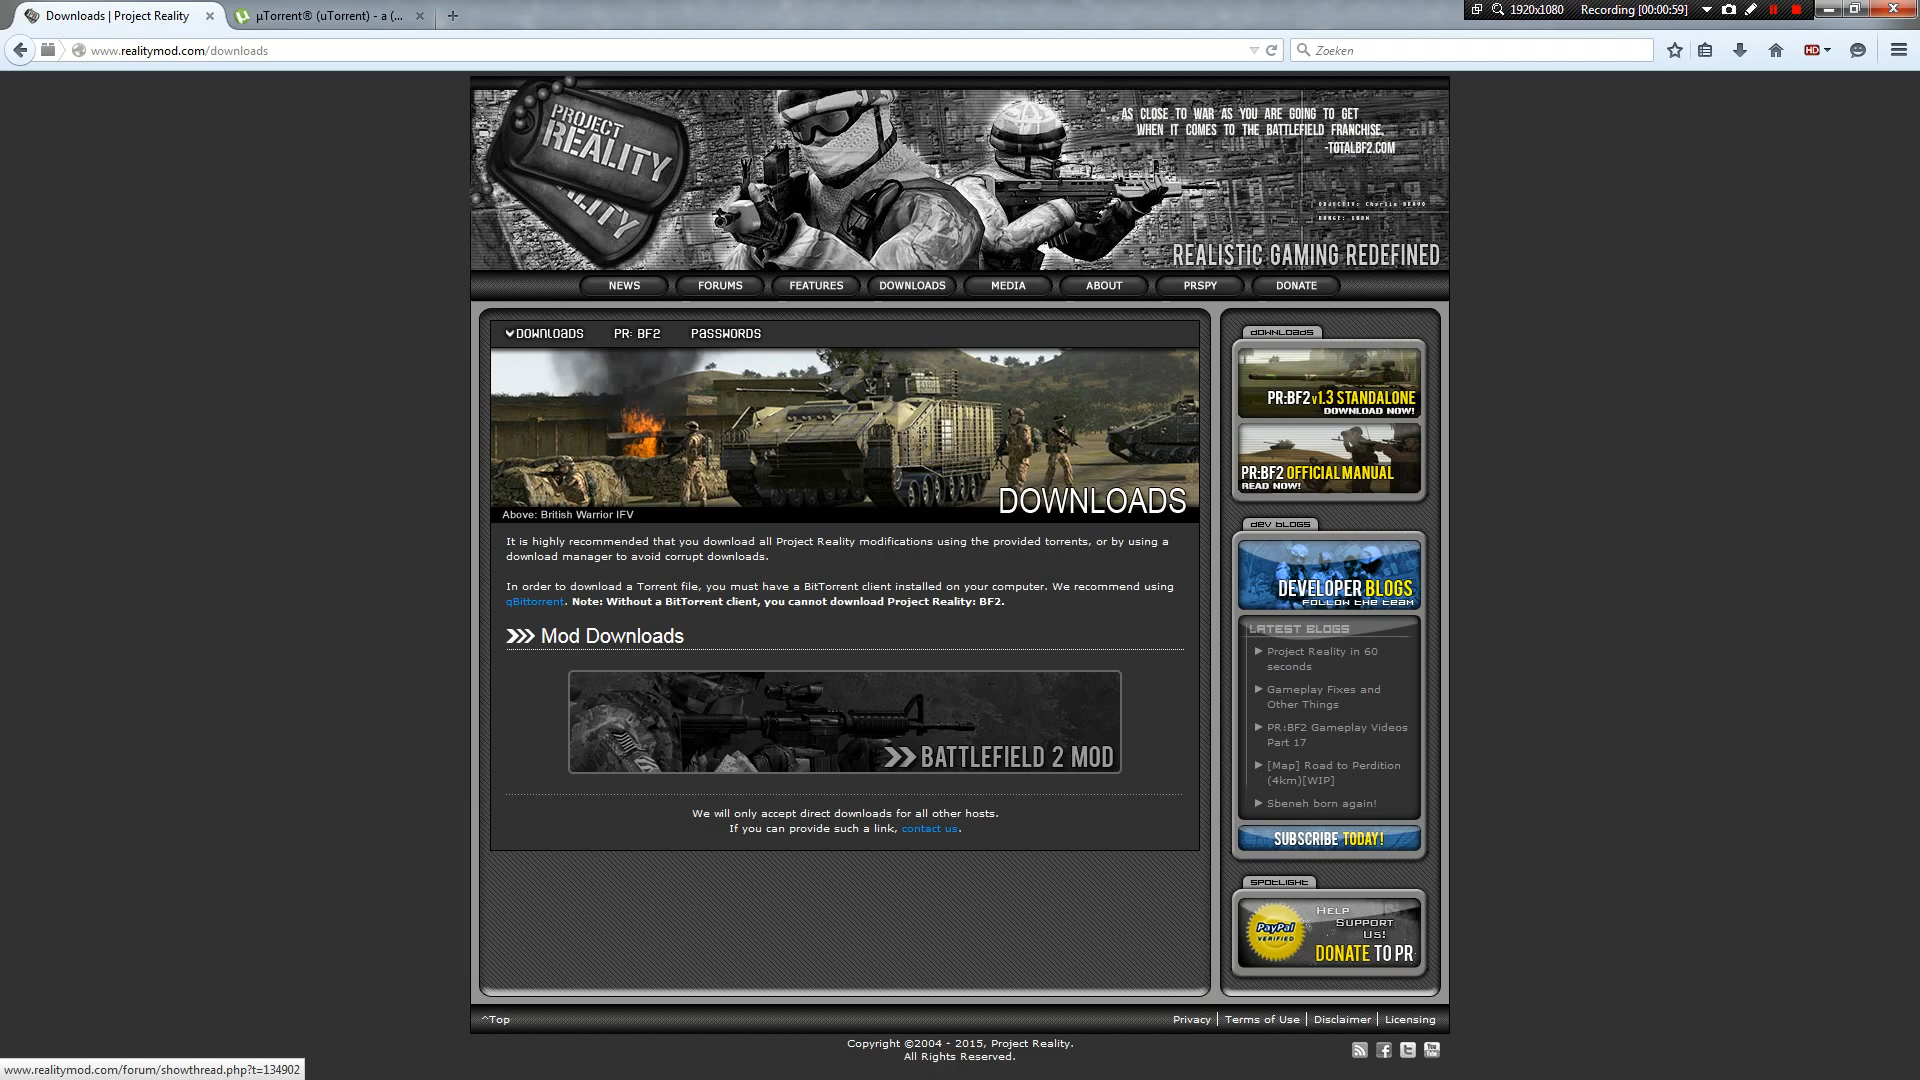 Downloads | Project Reality
µTorrent® (uTorrent) - a (...
1920x1080
Recording [00:00:59]
www.realitymod.com/downloads
Zoeken
HD
PROJECT
REALITY
"...AS CLOSE TO WAR AS YOU ARE GOING TO GET
WHEN IT COMES TO THE BATTLEFIELD FRANCHISE.
-TOTALBF2.COM
REALISTIC GAMING REDEFINED
NEWS
FORUMS
FEATURES
DOWNLOADS
MEDIA
ABOUT
PRSPY
DONATE
Downloads
PR: BF2
Passwords
Above: British Warrior IFV
DOWNLOADS
It is highly recommended that you download all Project Reality modifications using the provided torrents, or by using a
download manager to avoid corrupt downloads.
In order to download a Torrent file, you must have a BitTorrent client installed on your computer. We recommend using
qBittorrent. Note: Without a BitTorrent client, you cannot download Project Reality: BF2.
Mod Downloads
BATTLEFIELD 2 MOD
We will only accept direct downloads for all other hosts.
If you can provide such a link, contact us.
downloads
PR:BF2 v1.3 STANDALONE
DOWNLOAD NOW!
PR:BF2 OFFICIAL MANUAL
READ NOW!
dev blogs
DEVELOPER BLOGS
FOLLOW THE TEAM
LATEST BLOGS
Project Reality in 60
seconds
Gameplay Fixes and
Other Things
PR:BF2 Gameplay Videos
Part 17
[Map] Road to Perdition
(4km)[WIP]
Sbeneh born again!
SUBSCRIBE TODAY!
spotlight
PayPal
VERIFIED
Help
Support
Us!
DONATE TO PR
^Top
Privacy | Terms of Use | Disclaimer | Licensing
Copyright ©2004 - 2015, Project Reality.
All Rights Reserved.
www.realitymod.com/forum/showthread.php?t=134902